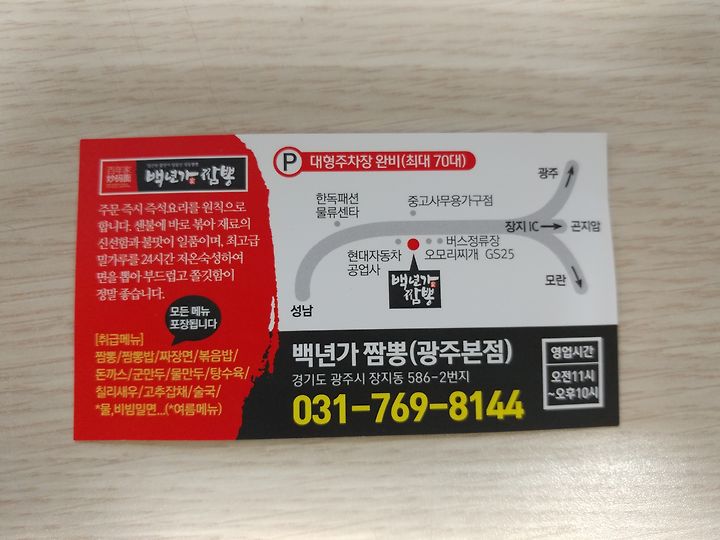 百年家
炒码面
백년가 짬뽕
주문 즉시 즉석요리를 원칙으로
합니다. 센불에 바로 볶아 재료의
신선함과 불맛이 일품이며, 최고급
밀가루를 24시간 저온숙성하여
면을 뽑아 부드럽고 쫄깃함이
정말 좋습니다.
모든 메뉴
포장됩니다
[취급메뉴]
짬뽕/짬뽕밥/짜장면/볶음밥/
돈까스/군만두/물만두/탕수육/
칠리새우/고추잡채/술국/
*물,비빔밀면...(*여름메뉴)
P 대형주차장 완비(최대 70대)
광주
한독패션
물류센타
중고사무용가구점
장지 IC
곤지암
현대자동차
공업사
버스정류장
오모리찌개 GS25
백년가
짬뽕
성남
모란
백년가 짬뽕(광주본점)
경기도 광주시 장지동 586-2번지
031-769-8144
영업시간
오전11시
~오후10시